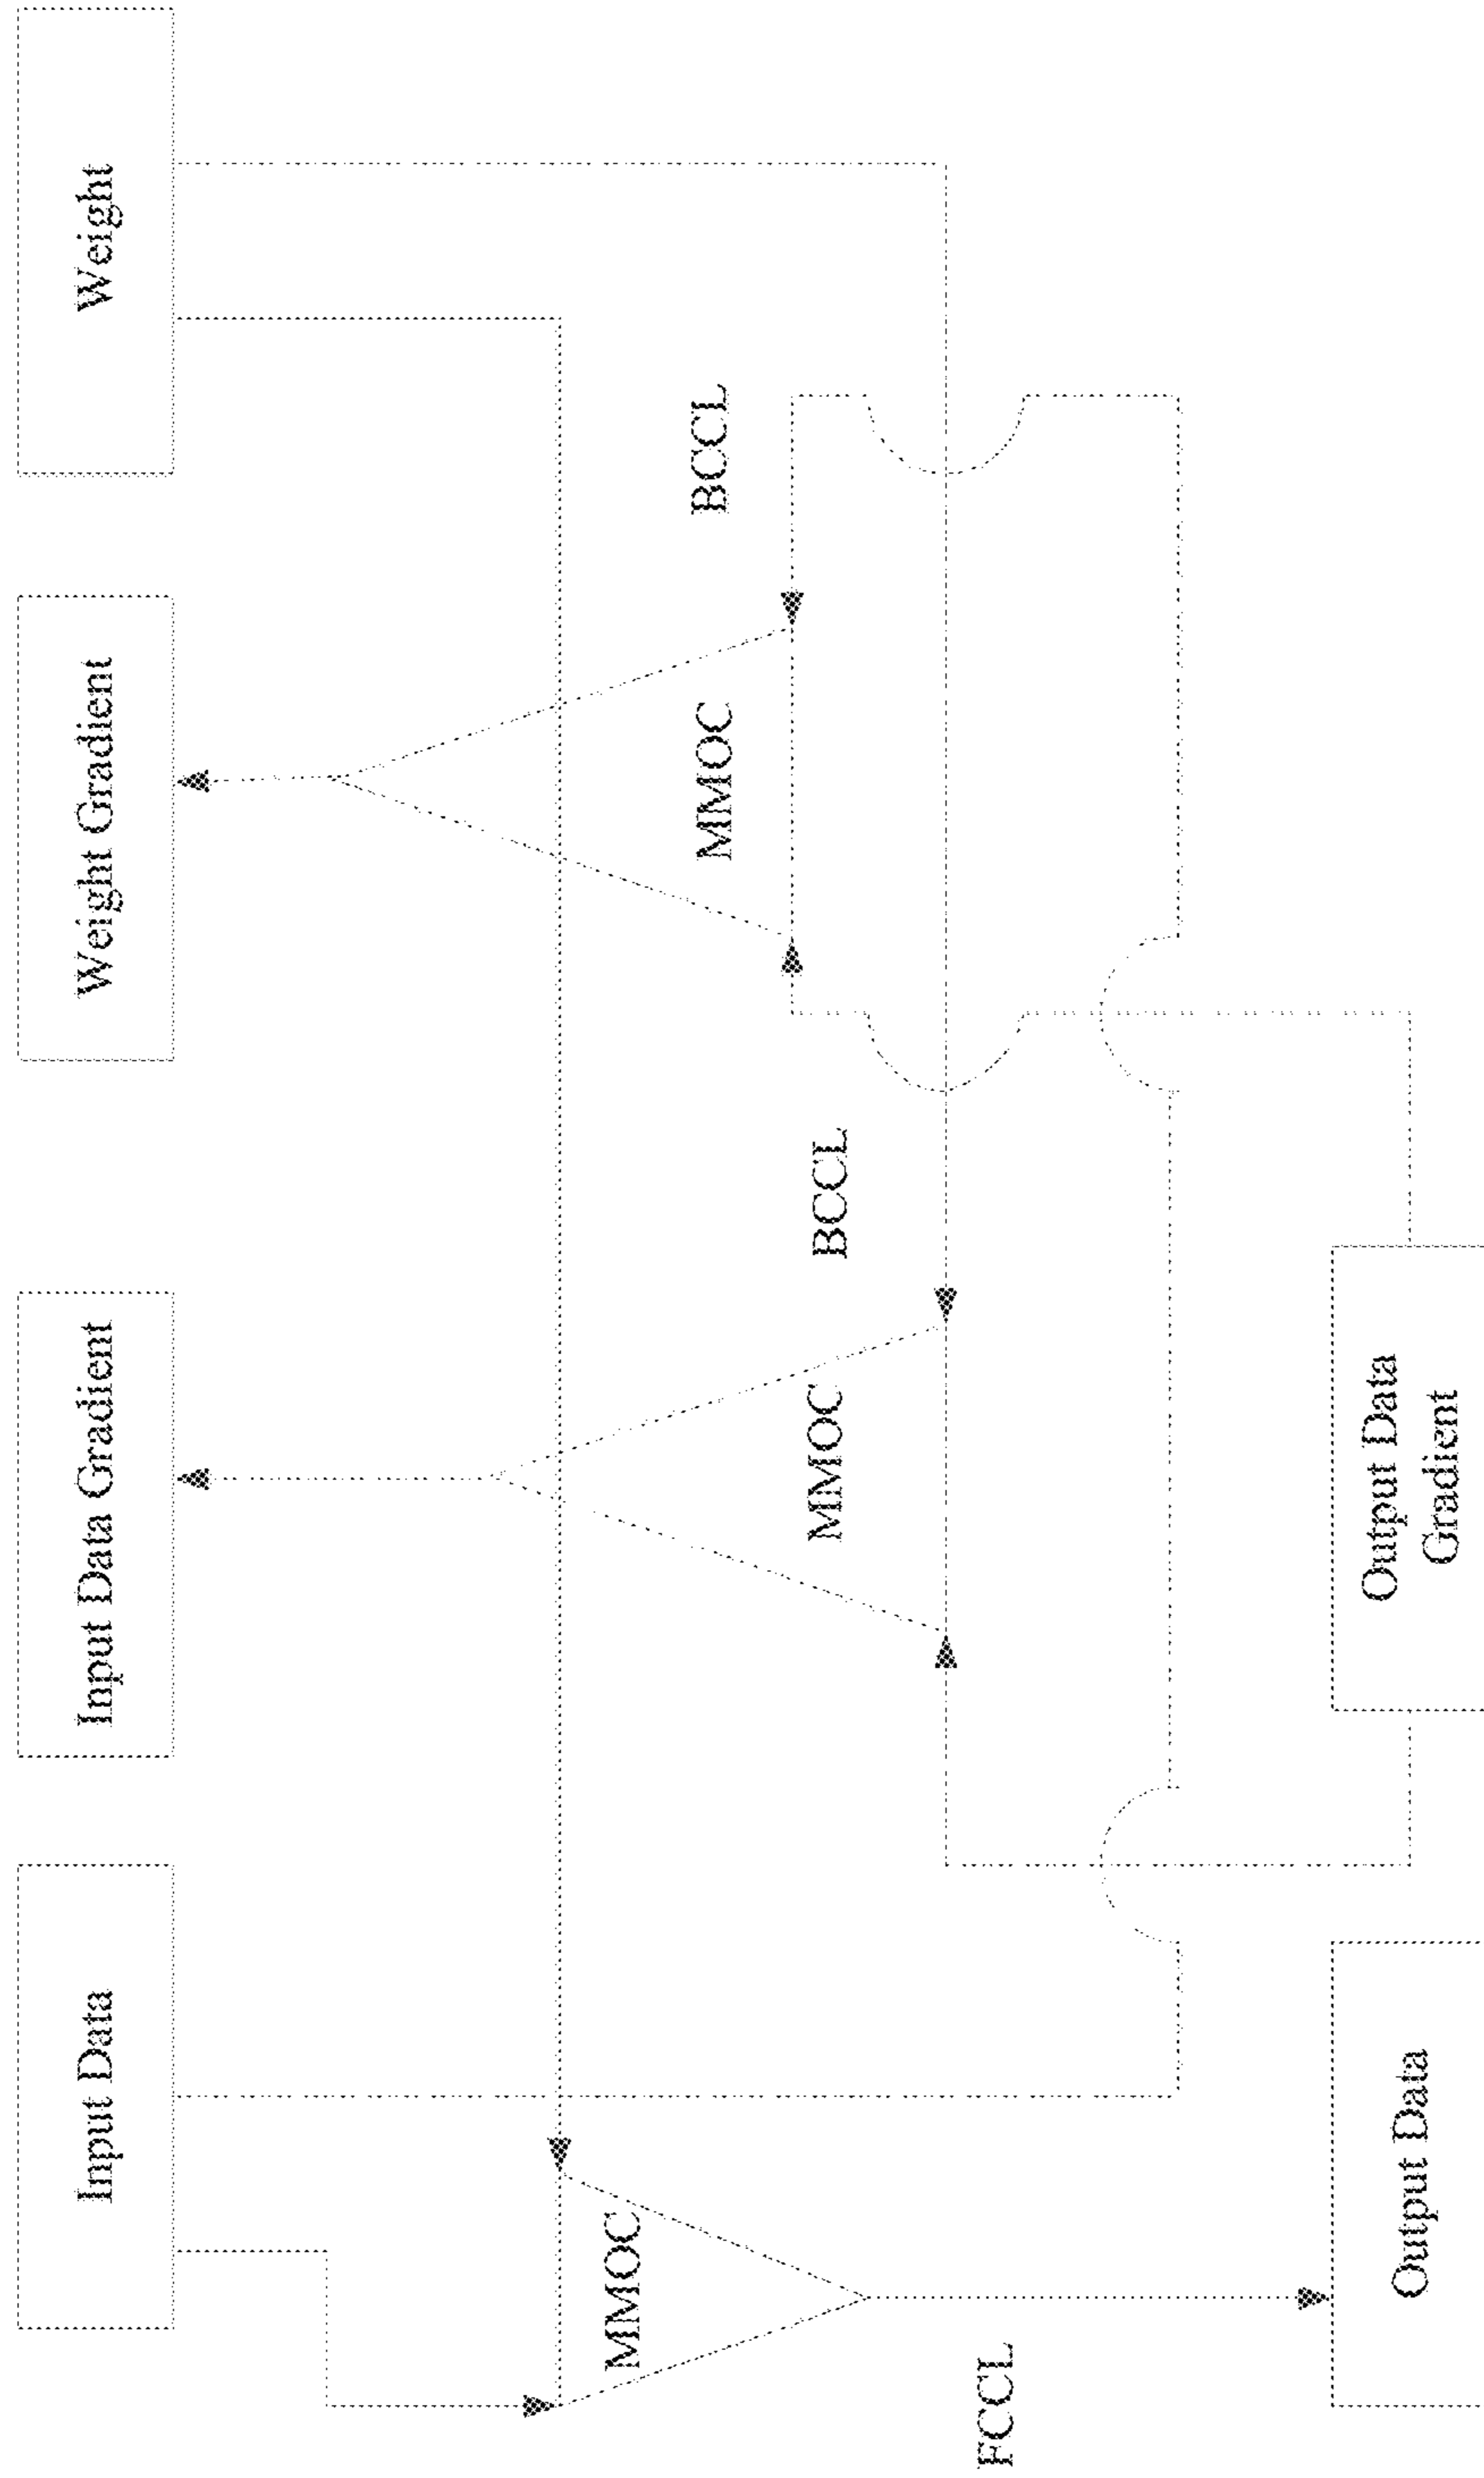 Input Data
Input Data Gradient
Weight Gradient
Weight
BCCL
MMOC
MMOC
BCCL
MMOC
FCCL
Output Data
Output Data
Gradient